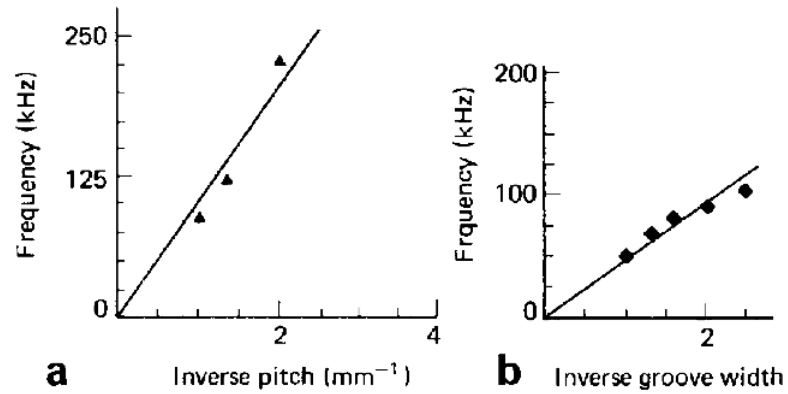 250
125
0
2
4
Frequency (kHz)
Inverse pitch (mm⁻¹)
a
200
100
0
2
Frquency (kHz)
Inverse groove width
b